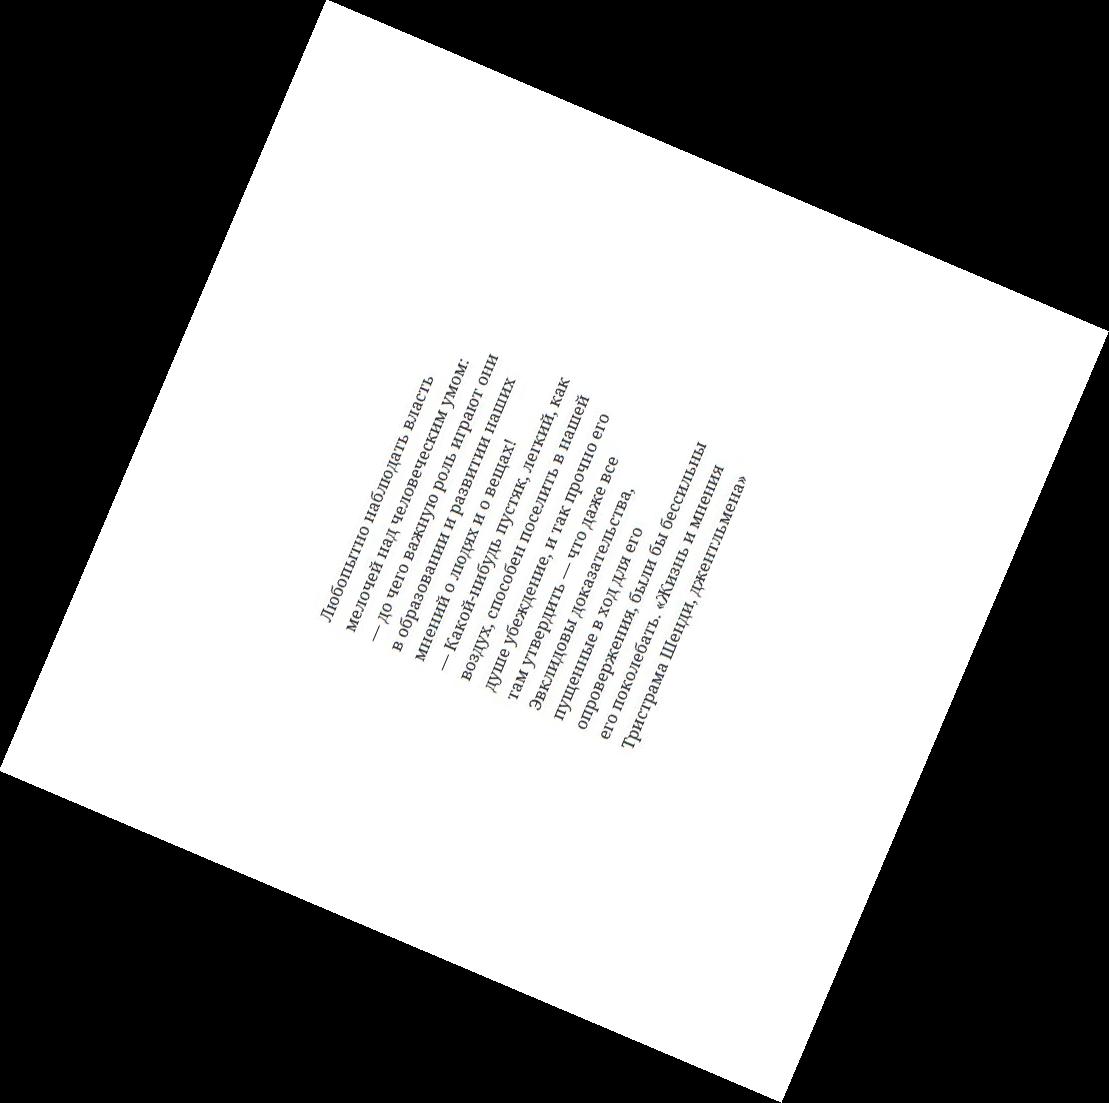 Любопытно наблюдать власть
мелочей над человеческим умом:
— до чего важную роль играют они
в образовании и развитии наших
мнений о людях и о вещах!
— Какой-нибудь пустяк, легкий, как
воздух, способен поселить в нашей
душе убеждение, и так прочно его
там утвердить — что даже все
Эвклидовы доказательства,
пущенные в ход для его
опровержения, были бы бессильны
его поколебать. «Жизнь и мнения
Тристрама Шенди, джентльмена»